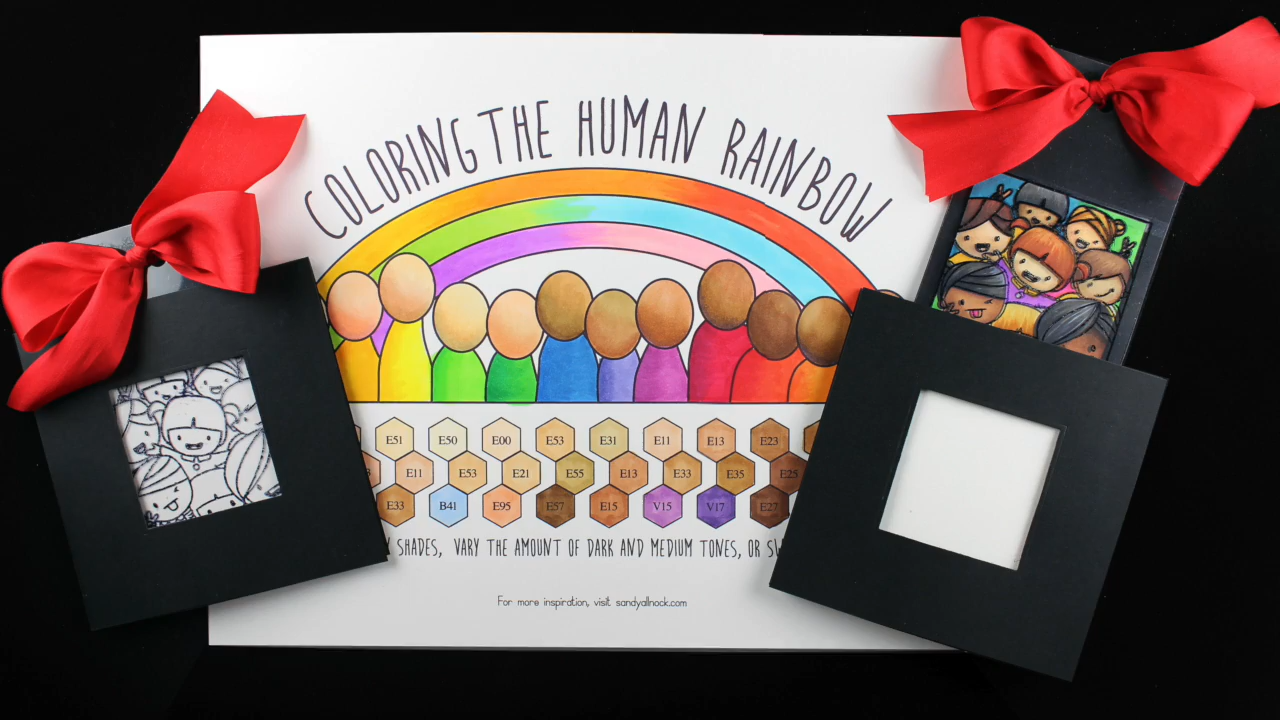 COLORING THE HUMAN RAINBOW
E51 E50 E00 E53 E31 E11 E13 E23
E11 E53 E21 E55 E13 E33 E35 E25
E33 B41 E95 E57 E15 V15 V17 E27
SHADES, VARY THE AMOUNT OF DARK AND MEDIUM TONES, OR
For more inspiration, visit sandyallnock.com